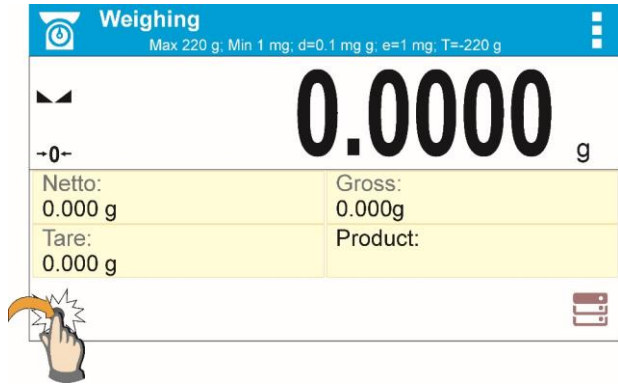 Weighing
Max 220 g; Min 1 mg; d=0.1 mg g; e=1 mg; T=-220 g
0.0000 g
→0←
Netto:
0.000 g
Gross:
0.000g
Tare:
0.000 g
Product: